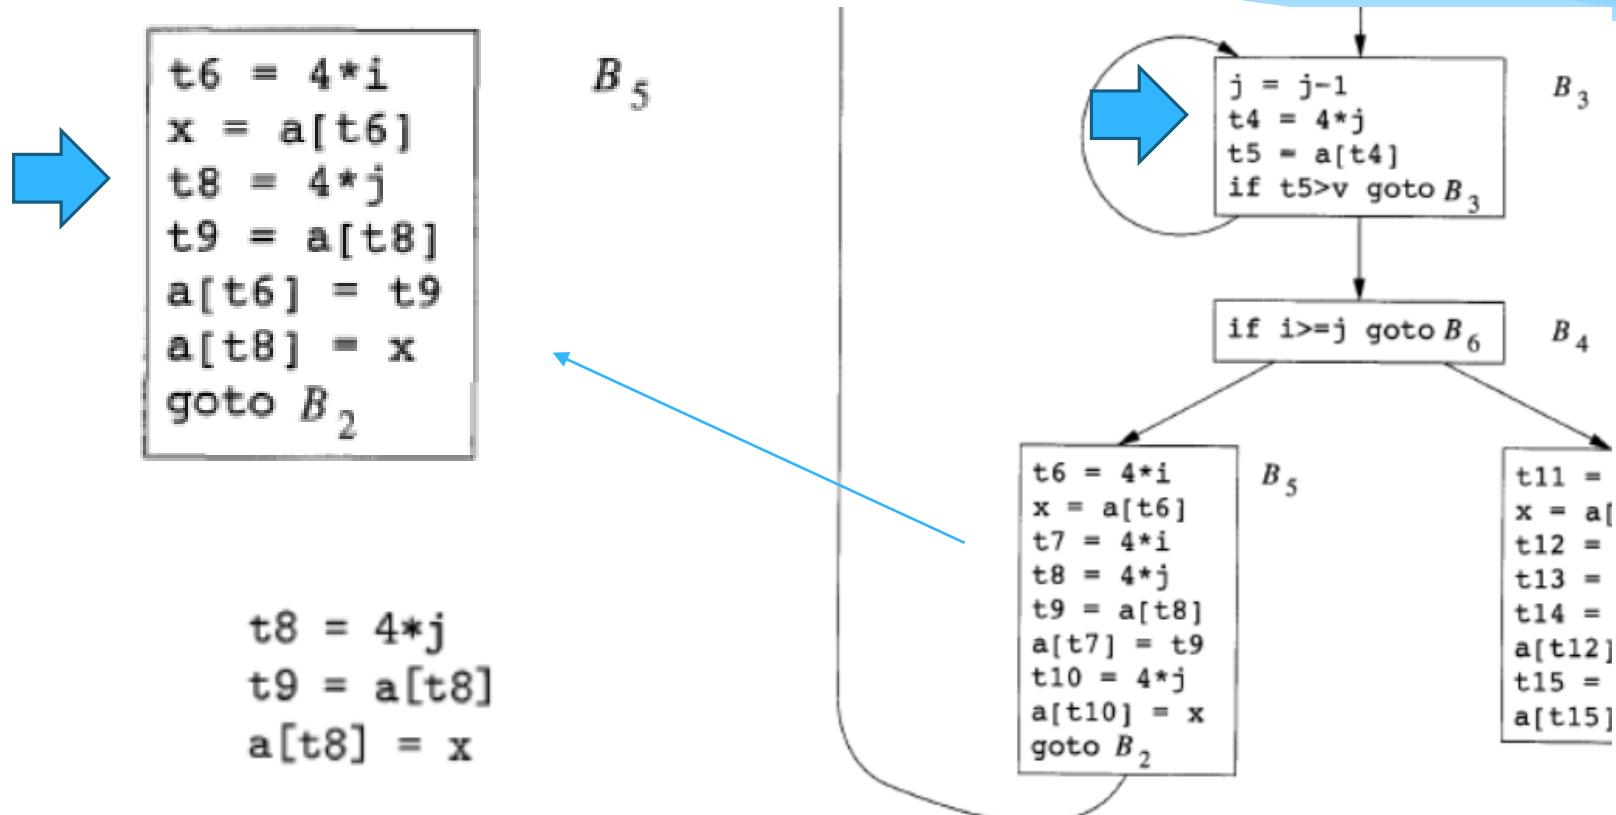 t6 = 4*i
x = a[t6]
t8 = 4*j
t9 = a[t8]
a[t6] = t9
a[t8] = x
goto B2
B5
t8 = 4*j
t9 = a[t8]
a[t8] = x
j = j-1
t4 = 4*j
t5 = a[t4]
if t5>v goto B3
B3
if i>=j goto B6
B4
t6 = 4*i
x = a[t6]
t7 = 4*i
t8 = 4*j
t9 = a[t8]
a[t7] = t9
t10 = 4*j
a[t10] = x
goto B2
B5
t11 =
x = a[
t12 =
t13 =
t14 =
a[t12]
t15 =
a[t15]